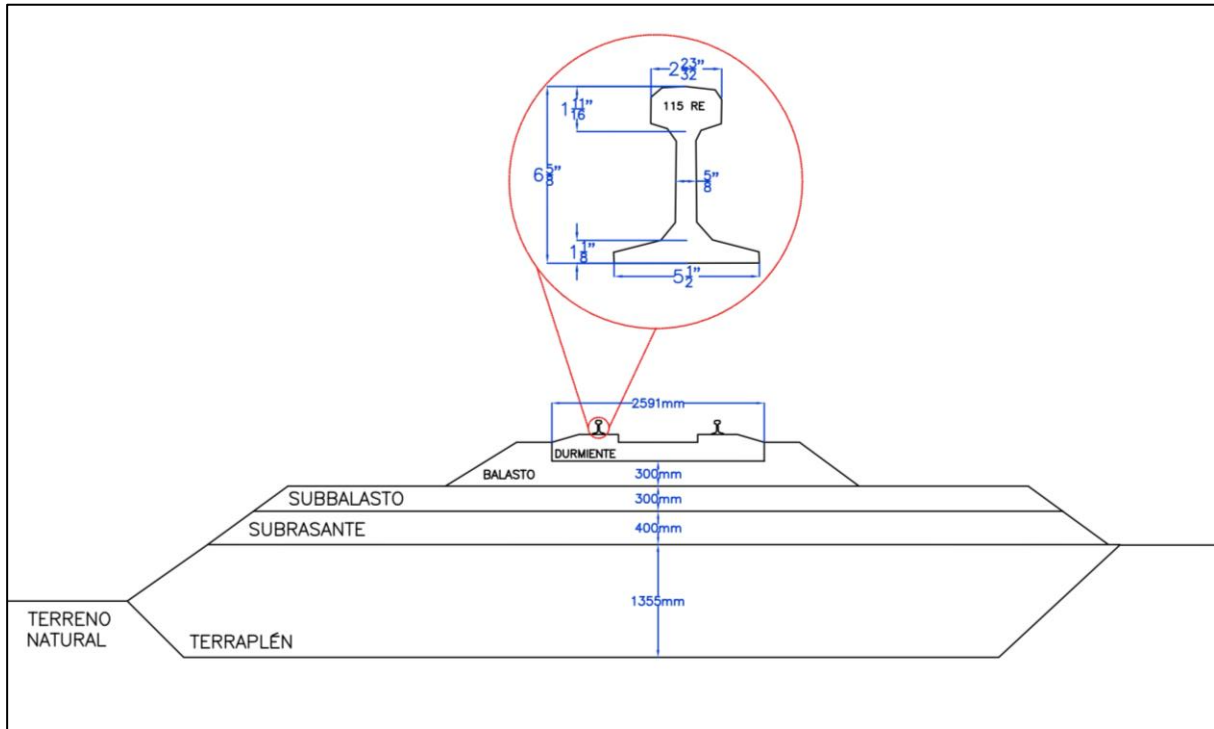 2 23/32"
115 RE
1 11/16"
6 5/8"
5/8"
1 1/8"
5 1/2"
2591mm
DURMIENTE
BALASTO
300mm
SUBBALASTO
300mm
SUBRASANTE
400mm
1355mm
TERRENO
NATURAL
TERRAPLÉN